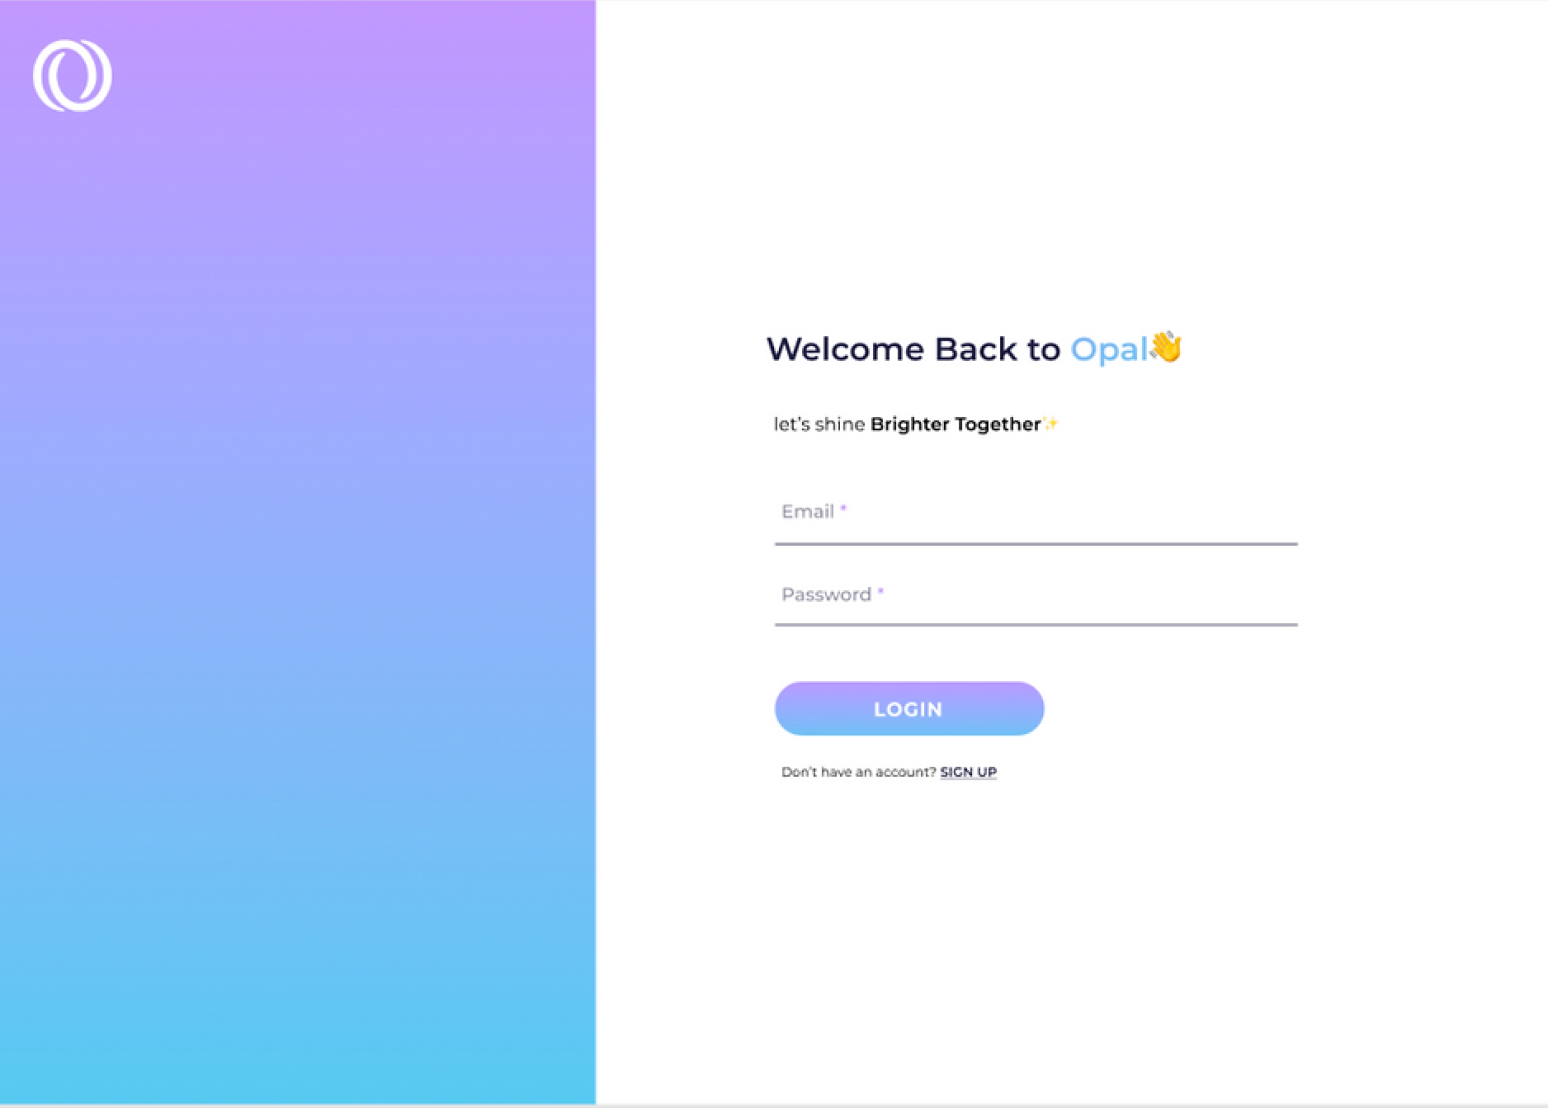 Welcome Back to Opal👋
let's shine Brighter Together✨
Email *
Password *
LOGIN
Don't have an account? SIGN UP